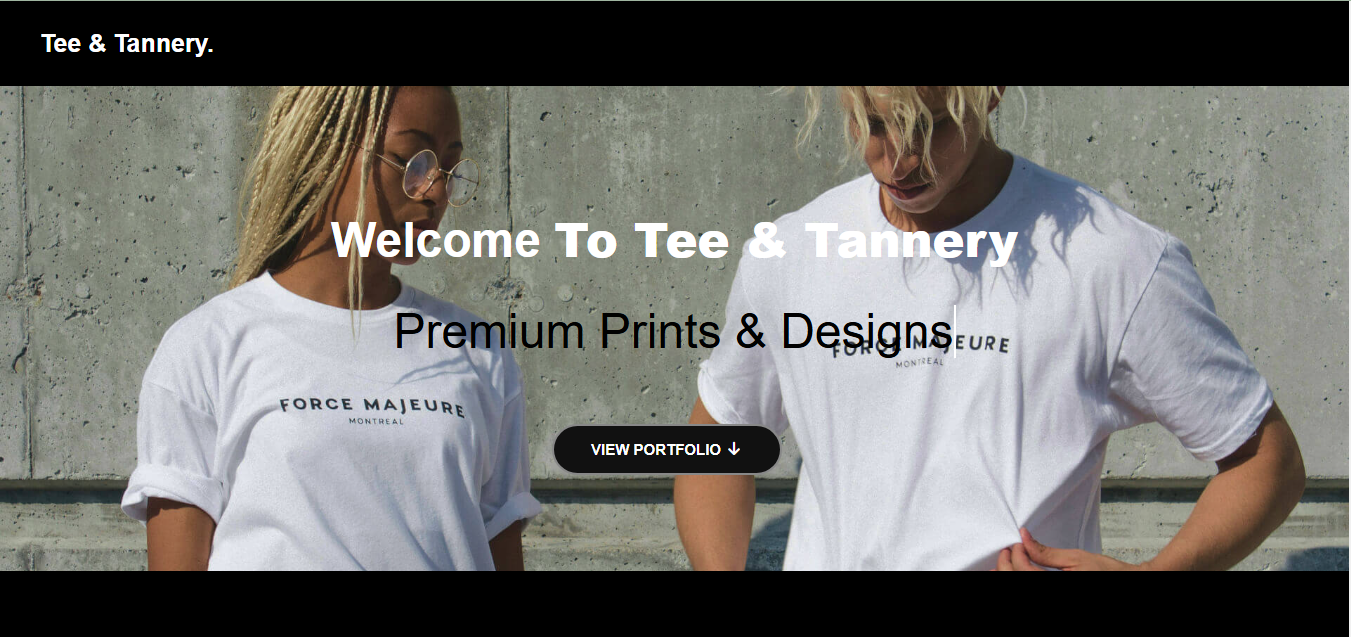 Tee & Tannery.
Welcome To Tee & Tannery
Premium Prints & Designs
FORCE MAJEURE
MONTREAL
FORCE MAJEURE
MONTREAL
VIEW PORTFOLIO ↓